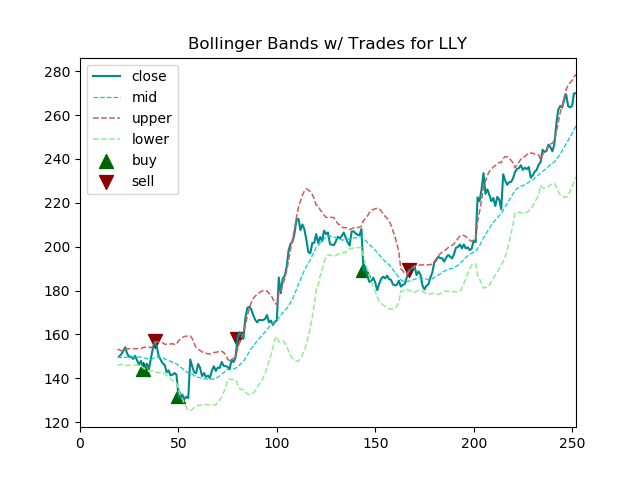 Bollinger Bands w/ Trades for LLY
280
260
240
220
200
180
160
140
120
close
mid
upper
lower
buy
sell
0 50 100 150 200 250